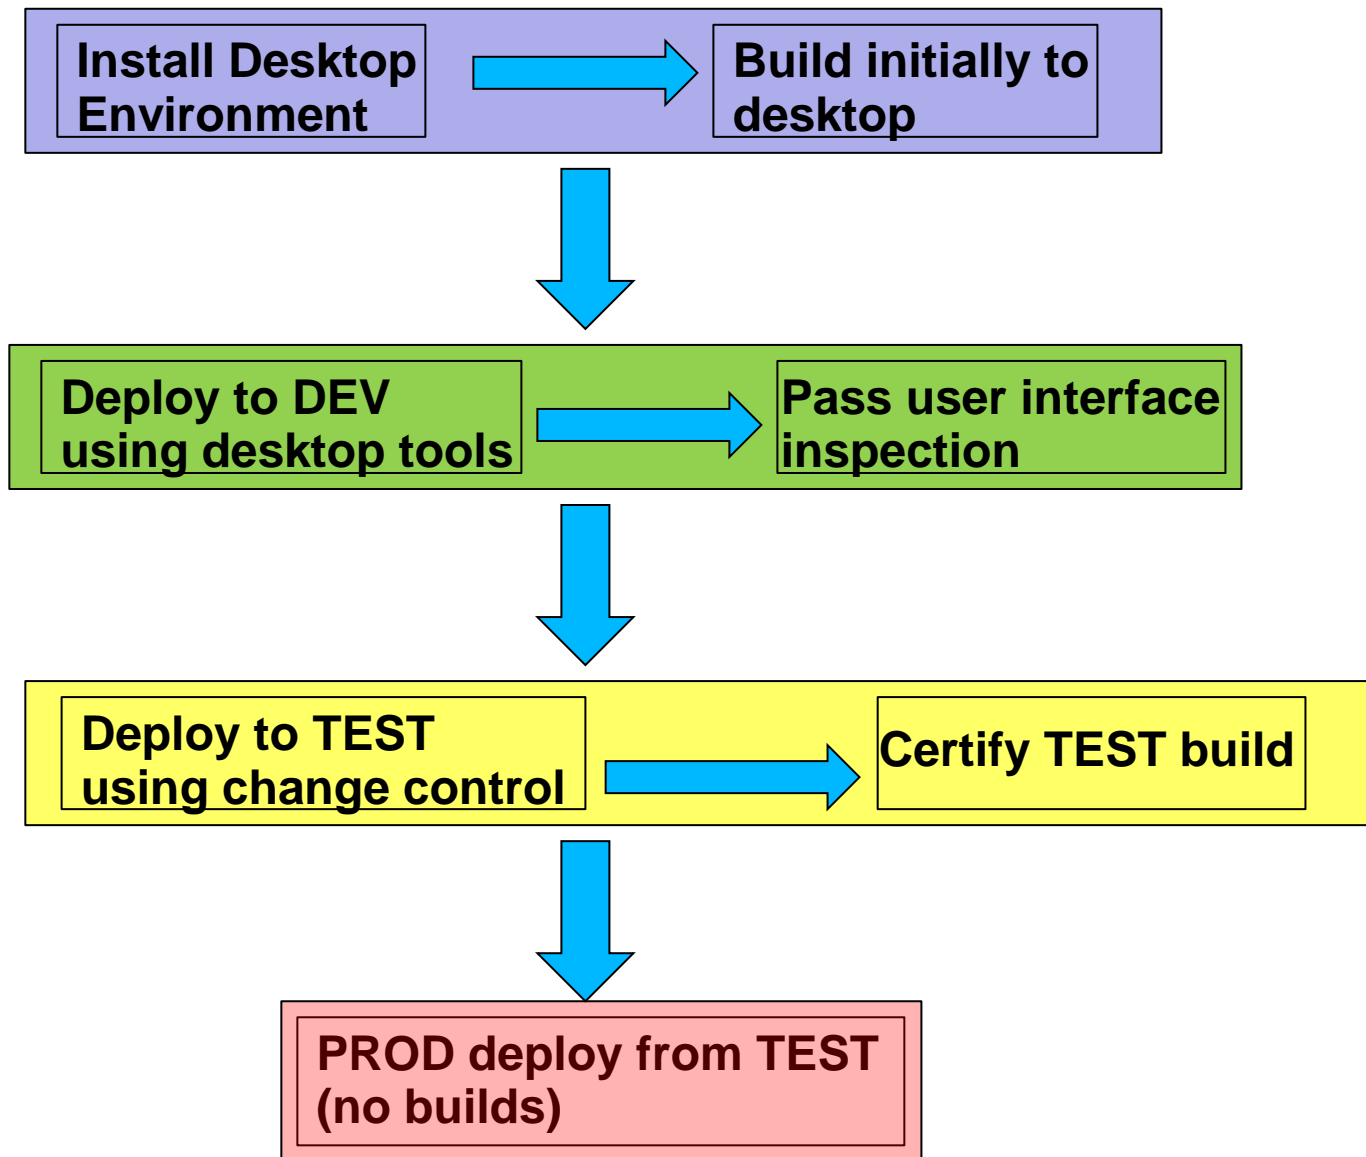 Install Desktop
Environment
Build initially to
desktop
Deploy to DEV
using desktop tools
Pass user interface
inspection
Deploy to TEST
using change control
Certify TEST build
PROD deploy from TEST
(no builds)